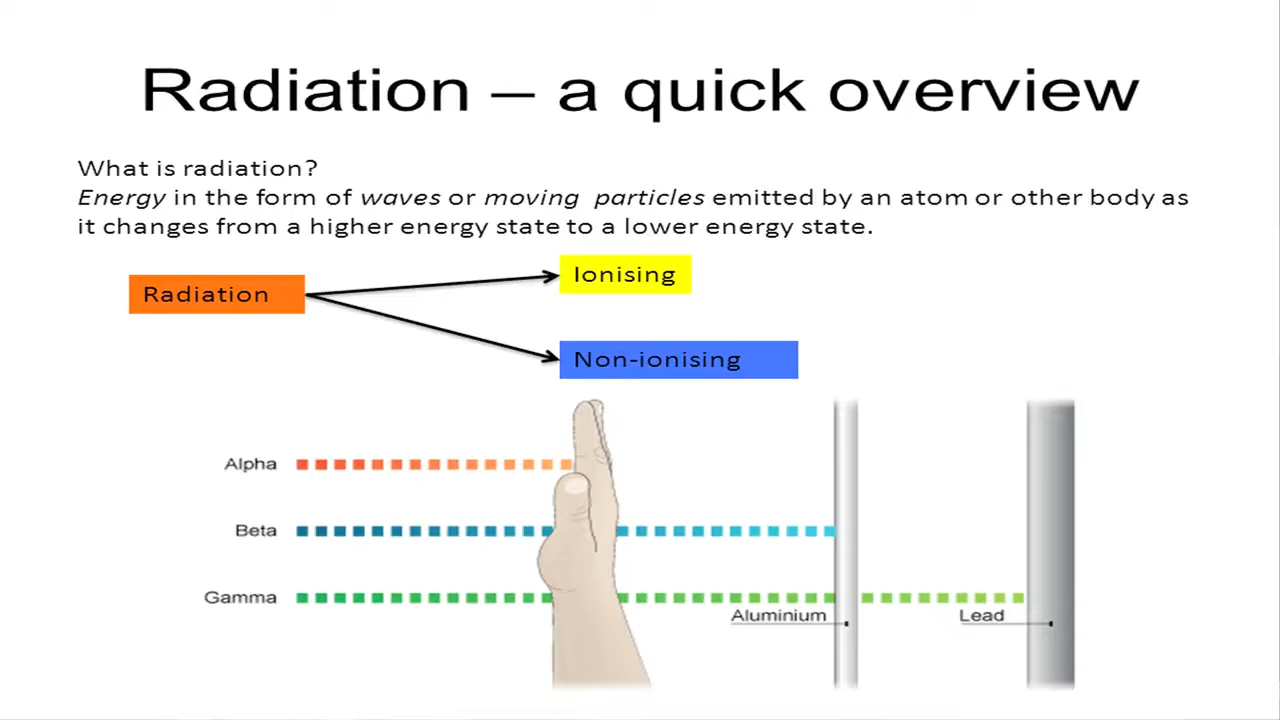 Radiation – a quick overview
What is radiation?
Energy in the form of waves or moving particles emitted by an atom or other body as
it changes from a higher energy state to a lower energy state.
Ionising
Radiation
Non-ionising
Alpha
Beta
Gamma
Aluminium
Lead